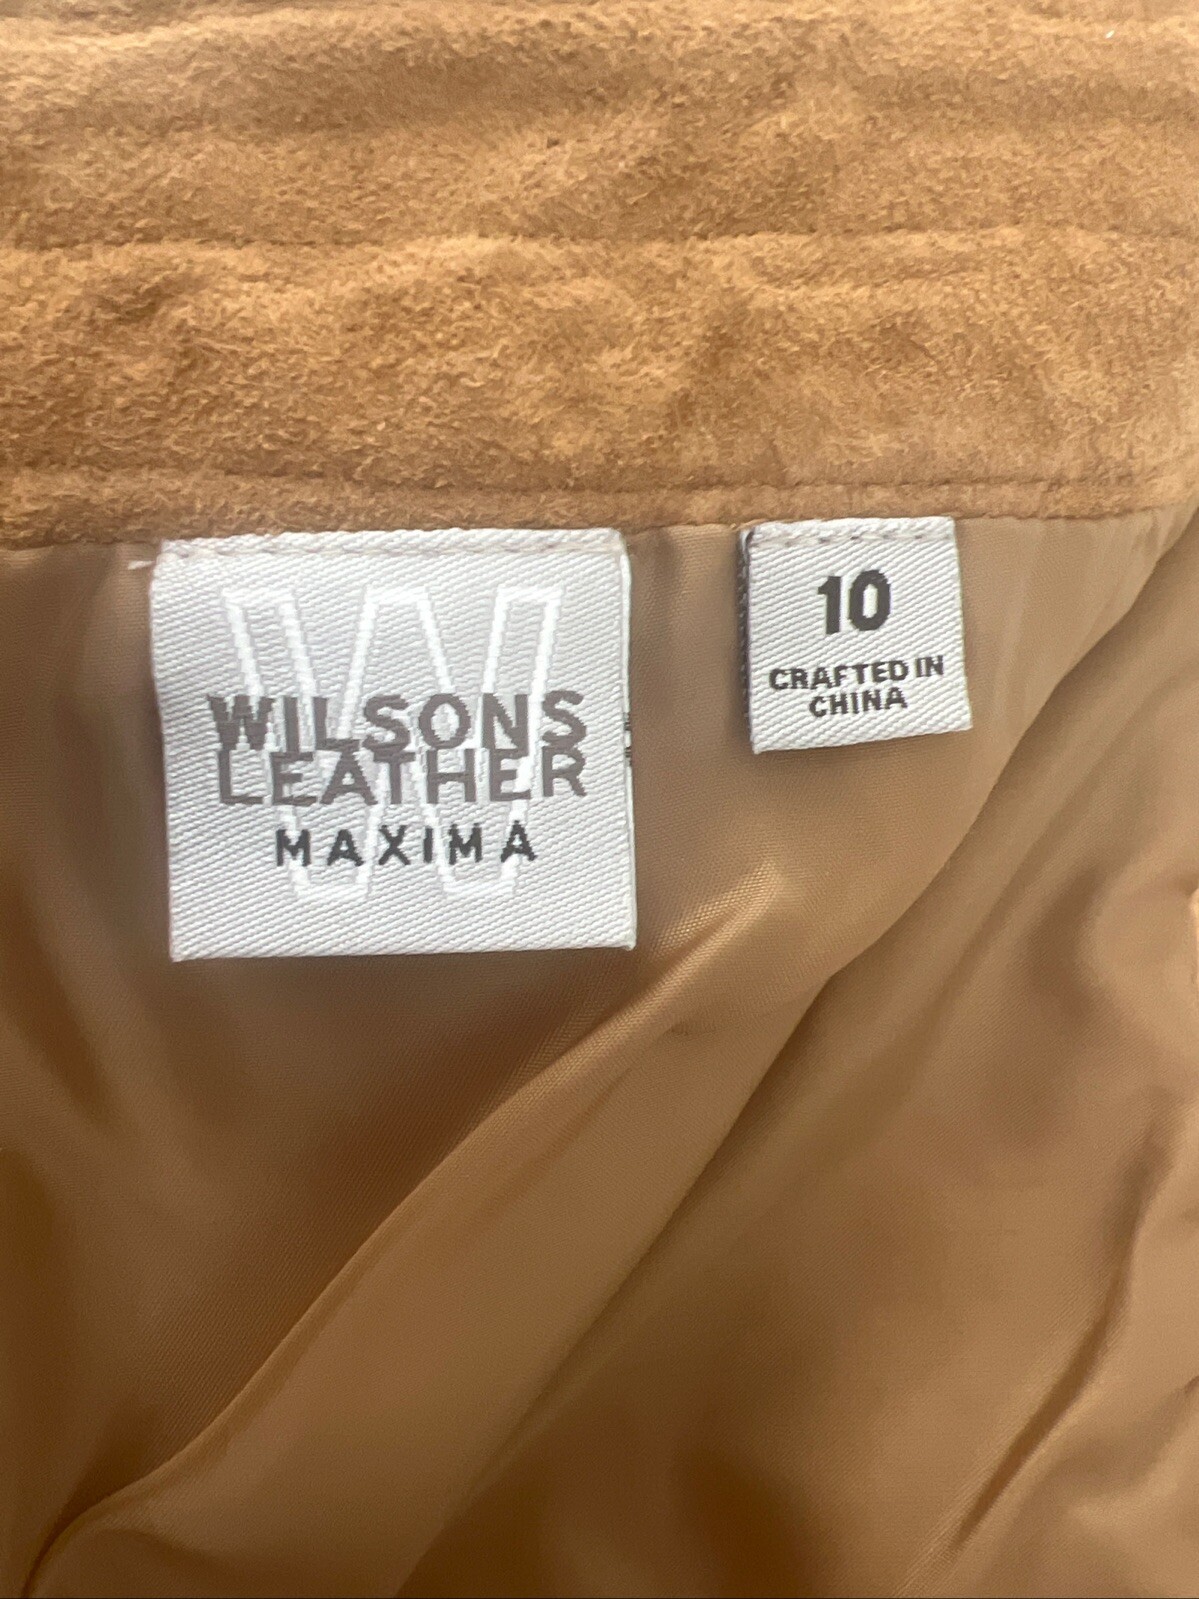 WILSONS
LEATHER
MAXIMA
10
CRAFTED IN
CHINA